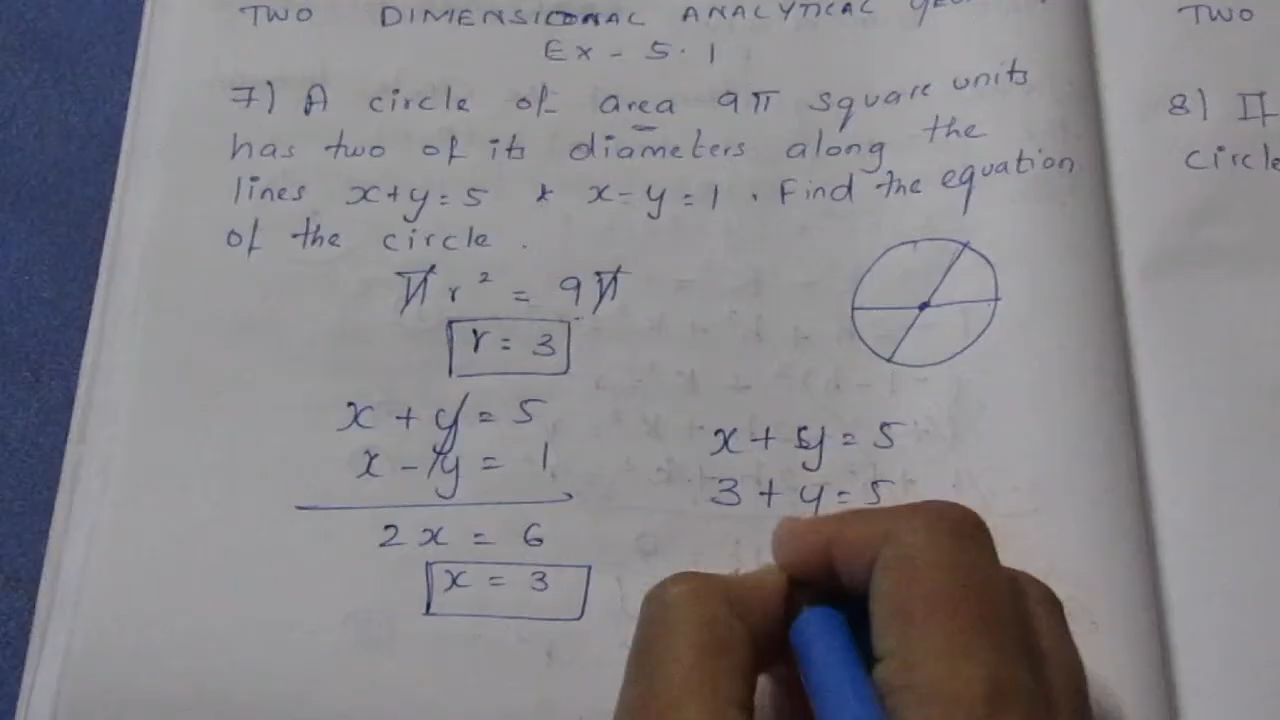 TWO DIMENSIONAL ANALYTICAL
Ex - 5.1
7) A circle of area 9π square units
has two of its diameters along the
lines x+y=5 & x-y=1. Find the equation
of the circle.
πr² = 9π
r = 3
x + y = 5
x - y = 1
2x = 6
x = 3
x + y = 5
3 + y = 5
TWO
8) If
circle